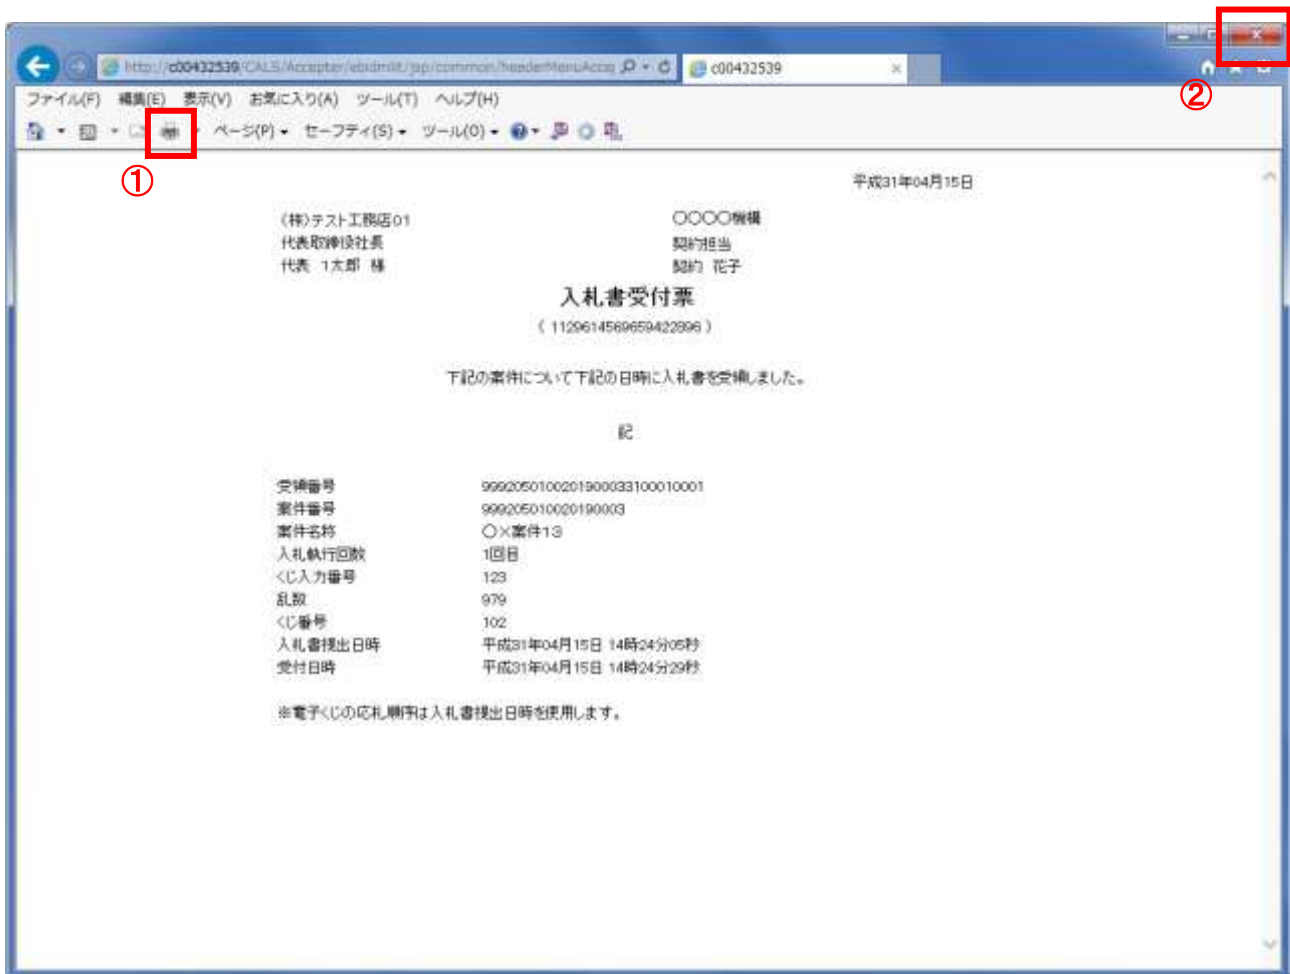 ②
http://c00432539/CALS/Accepter/ebidmlit/jsp/common/headerMenuAcce c00432539
ファイル(F) 編集(E) 表示(V) お気に入り(A) ツール(T) ヘルプ(H)
ページ(P) セーフティ(S) ツール(O)
①
平成31年04月15日
(株)テスト工務店01 〇〇〇〇機構
代表取締役社長 契約担当
代表 1太郎 様 契約 花子
入札書受付票
( 1129614569659422896 )
下記の案件について下記の日時に入札書を受領しました。
記
受領番号 9992050100201900033100010001
案件番号 999205010020190003
案件名称 〇×案件13
入札執行回数 1回目
くじ入力番号 123
乱数 979
くじ番号 102
入札書提出日時 平成31年04月15日 14時24分05秒
受付日時 平成31年04月15日 14時24分29秒
※電子くじの応札順序は入札書提出日時を使用します。